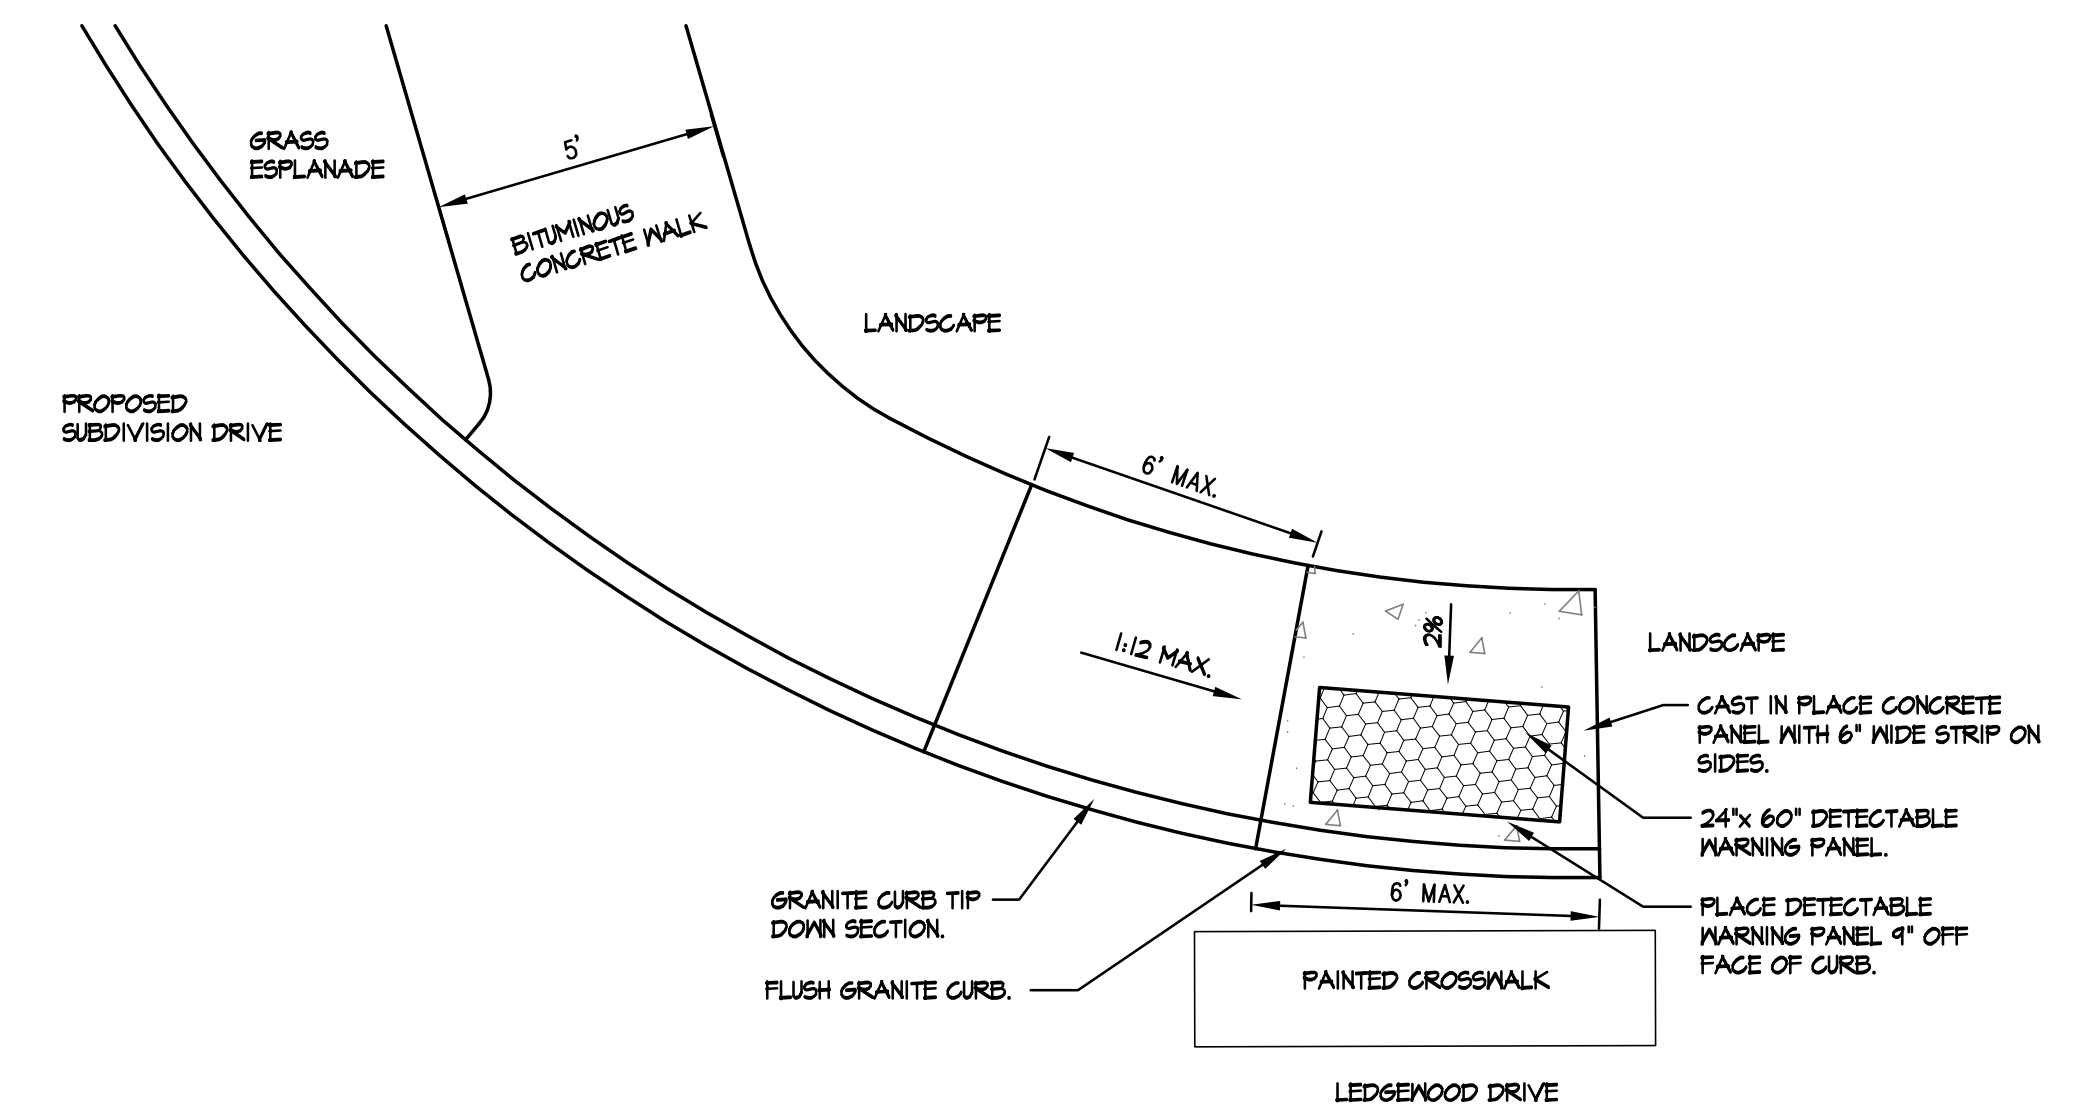 GRASS
ESPLANADE
5'
BITUMINOUS
CONCRETE WALK
LANDSCAPE
PROPOSED
SUBDIVISION DRIVE
6' MAX.
1:12 MAX.
2%
LANDSCAPE
CAST IN PLACE CONCRETE
PANEL WITH 6" WIDE STRIP ON
SIDES.
24"x 60" DETECTABLE
WARNING PANEL.
PLACE DETECTABLE
WARNING PANEL 9" OFF
FACE OF CURB.
GRANITE CURB TIP
DOWN SECTION.
FLUSH GRANITE CURB.
6' MAX.
PAINTED CROSSWALK
LEDGEWOOD DRIVE